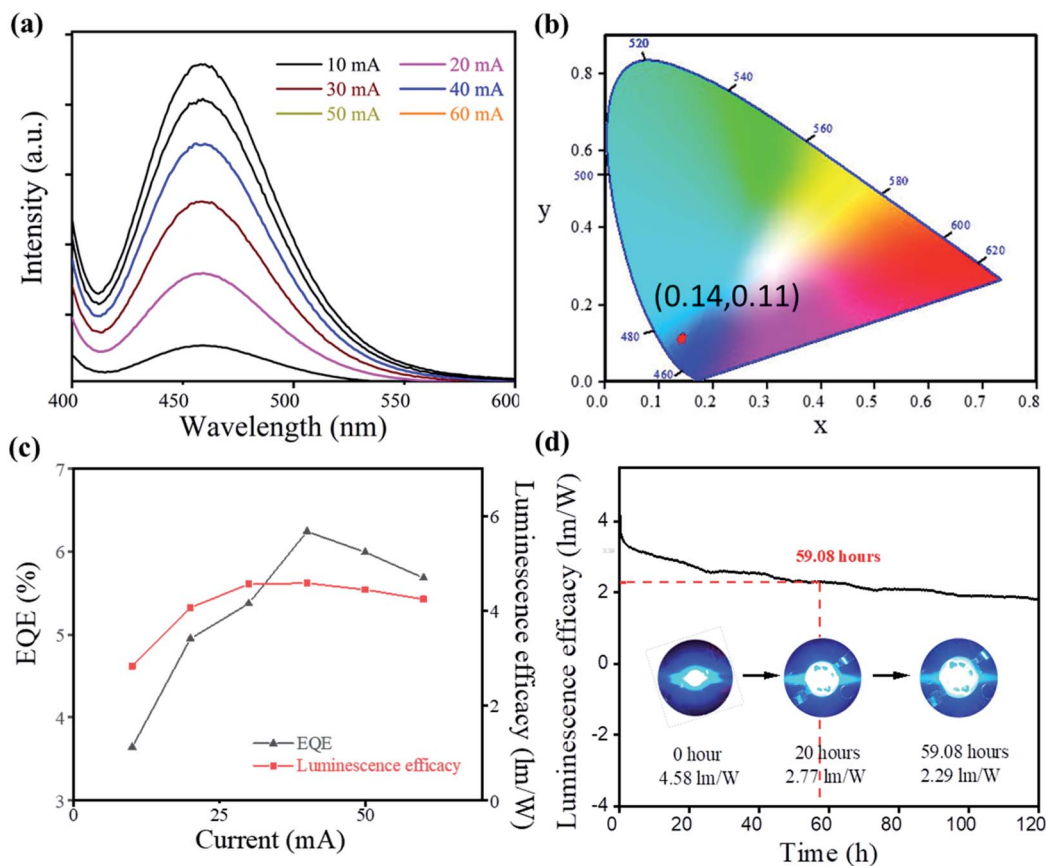 (a)
10 mA 20 mA
30 mA 40 mA
50 mA 60 mA
Intensity (a.u.)
400 450 500 550 600
Wavelength (nm)
(b)
520
540
560
500
580
600
620
480
460
(0.14,0.11)
0.8
0.6
0.4
0.2
0.0
y
0.0 0.1 0.2 0.3 0.4 0.5 0.6 0.7 0.8
x
(c)
7
6
5
4
3
EQE (%)
6
4
2
0
Luminescence efficacy (lm/W)
EQE
Luminescence efficacy
0 25 50
Current (mA)
(d)
Luminescence efficacy (lm/W)
4
2
0
-2
-4
59.08 hours
0 hour
4.58 lm/W
20 hours
2.77 lm/W
59.08 hours
2.29 lm/W
0 20 40 60 80 100 120
Time (h)